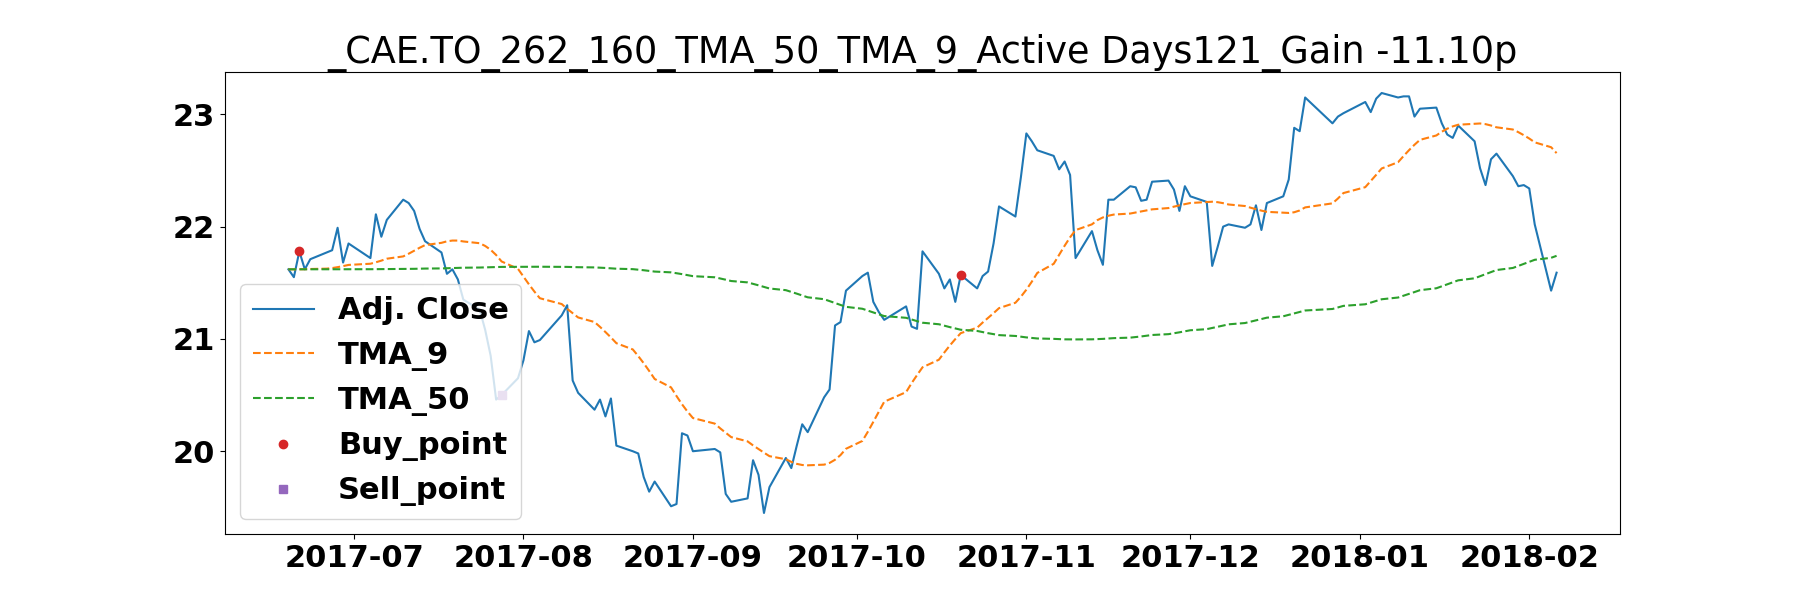 _CAE.TO_262_160_TMA_50_TMA_9_Active Days121_Gain -11.10p
23
22
21
20
Adj. Close
TMA_9
TMA_50
Buy_point
Sell_point
2017-07 2017-08 2017-09 2017-10 2017-11 2017-12 2018-01 2018-02